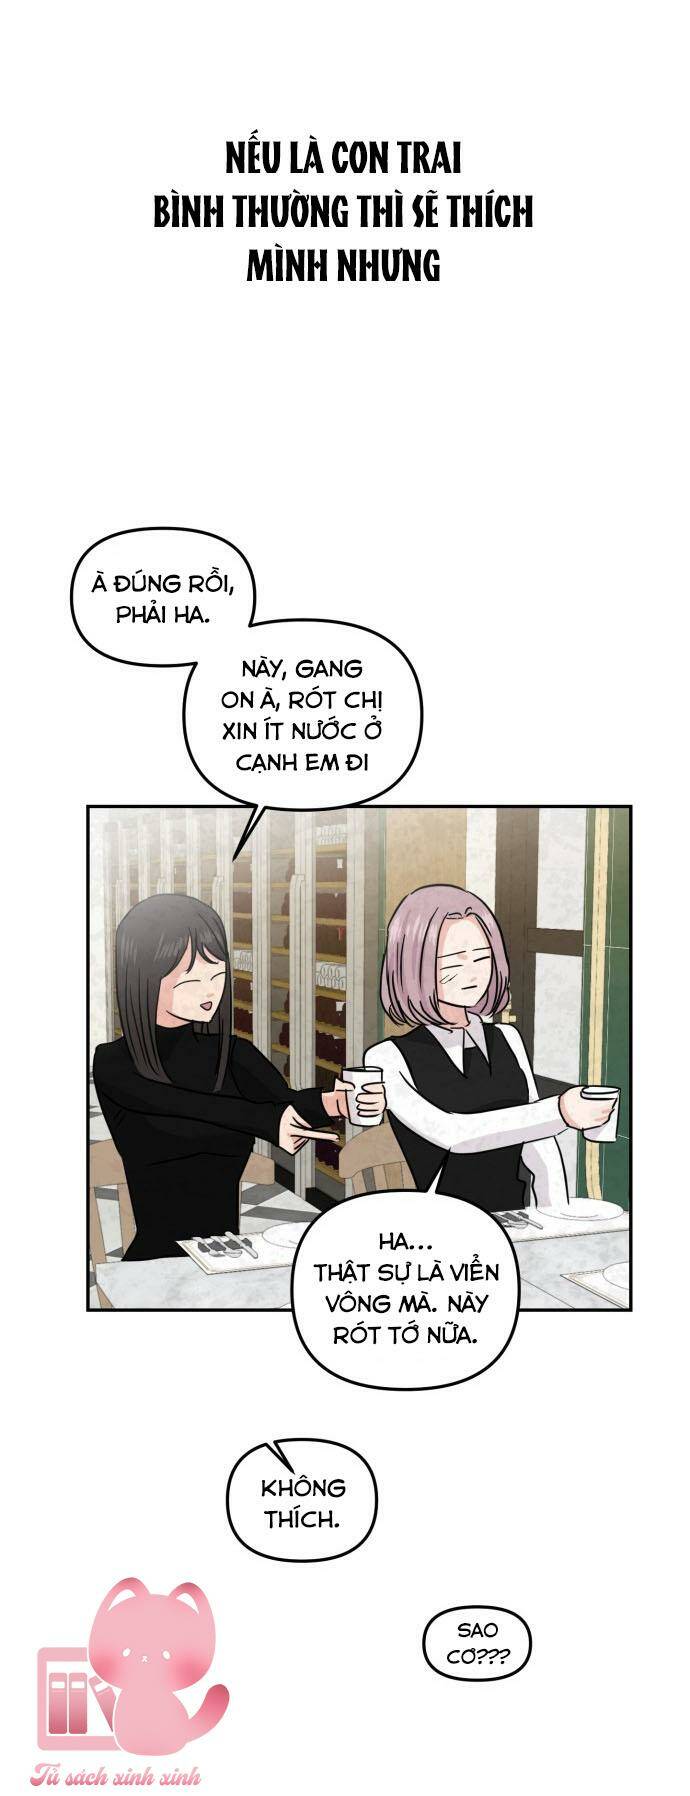 NẾU LÀ CON TRAI
BÌNH THƯỜNG THÌ SẼ THÍCH
MÌNH NHƯNG
À ĐÚNG RỒI,
PHẢI HA.
NÀY, GANG
ON À, RÓT CHỊ
XIN ÍT NƯỚC Ở
CẠNH EM ĐI
HA...
THẬT SỰ LÀ VIỂN
VÔNG MÀ. NÀY
RÓT TỚ NỮA.
KHÔNG
THÍCH.
SAO
CƠ???
Tủ sách xinh xinh